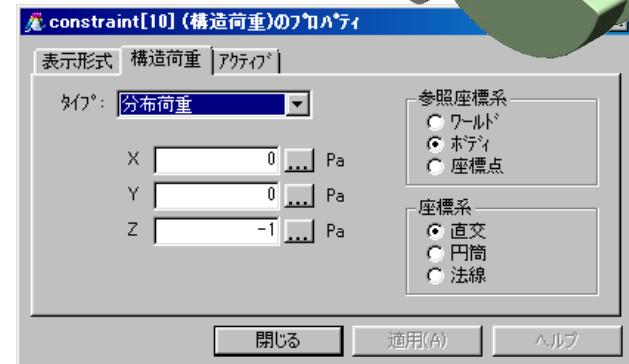 constraint[10] (構造荷重)のﾌﾟﾛﾊﾟﾃｨ
表示形式 構造荷重 ｱｸﾃｨﾌﾞ
ﾀｲﾌﾟ: 分布荷重
X 0 ... Pa
Y 0 ... Pa
Z -1 ... Pa
参照座標系
ﾜｰﾙﾄﾞ
ﾎﾞﾃﾞｨ
座標点
座標系
直交
円筒
法線
閉じる 適用(A) ヘルプ